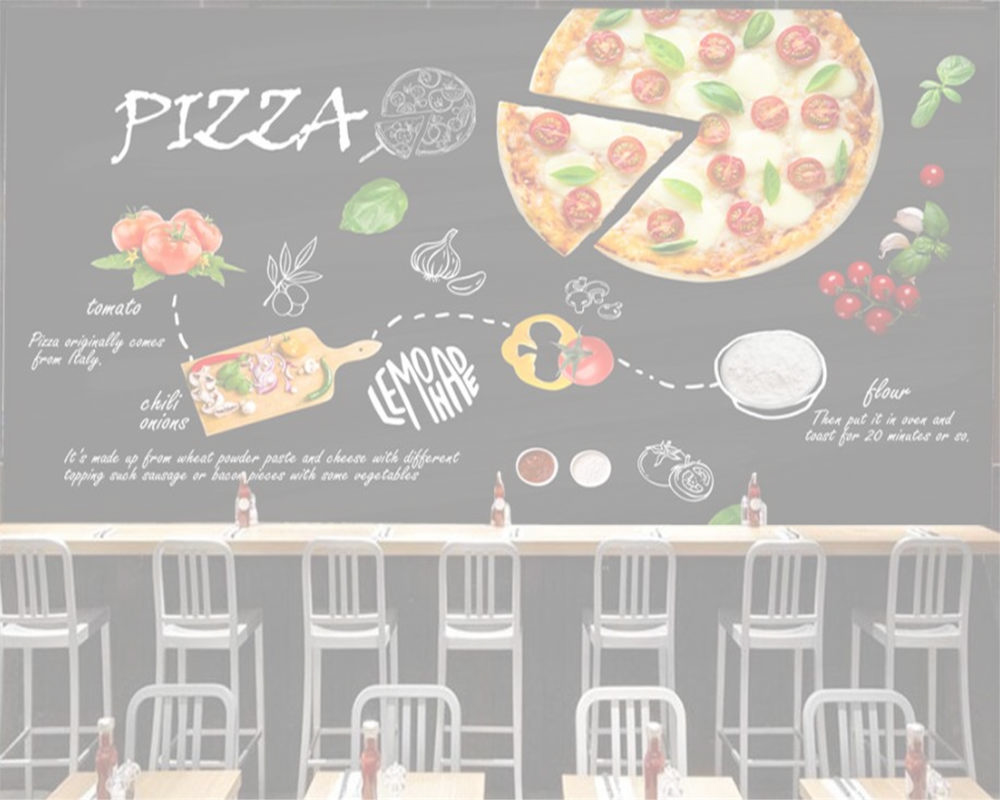 PIZZA
tomato
Pizza originally comes
from Italy.
chili
onions
LEMO
flour
Then put it in oven and
toast for 20 minutes or so.
It's made up from wheat powder paste and cheese with different
topping such sausage or bacon pieces with some vegetables